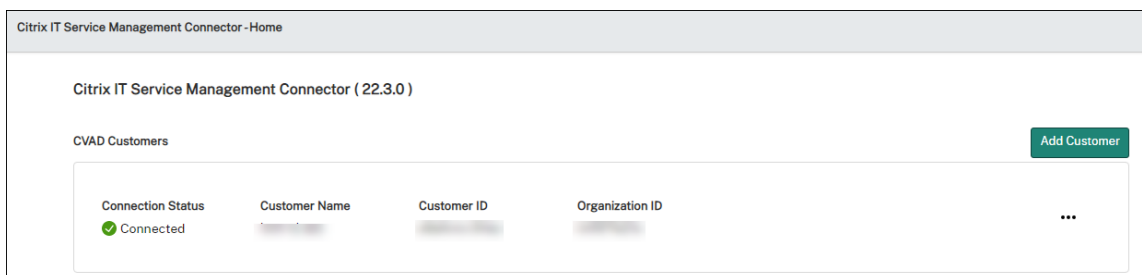 Citrix IT Service Management Connector - Home
Citrix IT Service Management Connector ( 22.3.0 )
CVAD Customers
Add Customer
Connection Status Customer Name Customer ID Organization ID
Connected